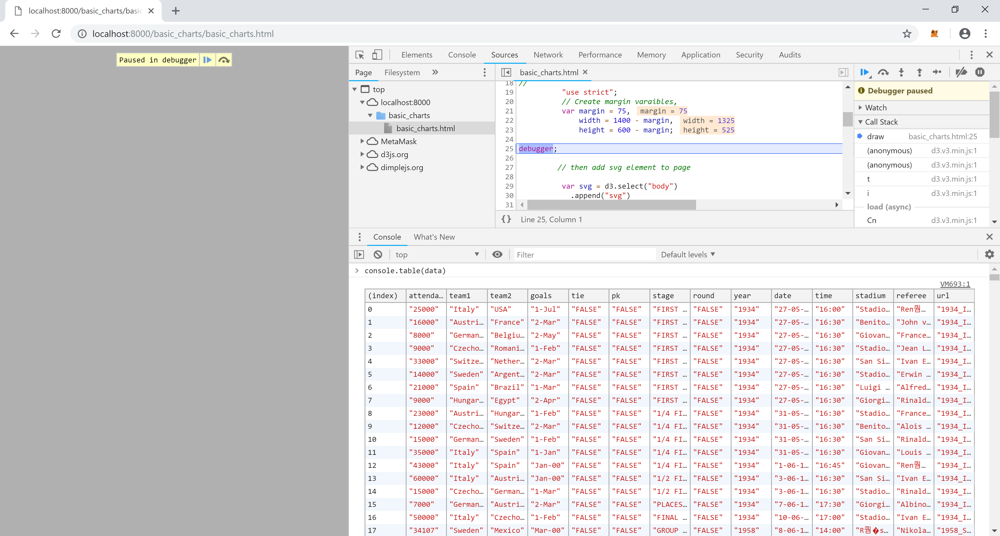 localhost:8000/basic_charts/basic
localhost:8000/basic_charts/basic_charts.html
Paused in debugger
Elements Console Sources Network Performance Memory Application Security Audits
Page Filesystem »
basic_charts.html
top
localhost:8000
basic_charts
basic_charts.html
MetaMask
d3js.org
dimplejs.org
18 //
19 "use strict";
20 // Create margin varaibles,
21 var margin = 75, margin = 75
22 width = 1400 - margin, width = 1325
23 height = 600 - margin; height = 525
24
25 debugger;
26
27 // then add svg element to page
28
29 var svg = d3.select("body")
30 .append("svg")
31
{} Line 25, Column 1
Debugger paused
Watch
Call Stack
draw basic_charts.html:25
(anonymous) d3.v3.min.js:1
(anonymous) d3.v3.min.js:1
t d3.v3.min.js:1
i d3.v3.min.js:1
load (async)
Cn d3.v3.min.js:1
Console What's New
top Filter Default levels ▼
> console.table(data)
VM693:1
(index) attenda… team1 team2 goals tie pk stage round year date time stadium referee url
0 "25000" "Italy" "USA" "1-Jul" "FALSE" "FALSE" "FIRST … "FALSE" "1934" "27-05-… "16:00" "Stadio… "Ren큄… "1934_I…
1 "16000" "Austri… "France" "2-Mar" "FALSE" "FALSE" "FIRST … "FALSE" "1934" "27-05-… "16:30" "Benito… "John v… "1934_I…
2 "8000" "German… "Belgiu… "2-May" "FALSE" "FALSE" "FIRST … "FALSE" "1934" "27-05-… "16:30" "Giovan… "France… "1934_I…
3 "9000" "Czecho… "Romani… "1-Feb" "FALSE" "FALSE" "FIRST … "FALSE" "1934" "27-05-… "16:30" "Stadio… "Jean L… "1934_I…
4 "33000" "Switze… "Nether… "2-Mar" "FALSE" "FALSE" "FIRST … "FALSE" "1934" "27-05-… "16:30" "San Si… "Ivan E… "1934_I…
5 "14000" "Sweden" "Argent… "2-Mar" "FALSE" "FALSE" "FIRST … "FALSE" "1934" "27-05-… "16:30" "Stadio… "Erwin … "1934_I…
6 "21000" "Spain" "Brazil" "1-Mar" "FALSE" "FALSE" "FIRST … "FALSE" "1934" "27-05-… "16:30" "Luigi … "Alfred… "1934_I…
7 "9000" "Hungar… "Egypt" "2-Apr" "FALSE" "FALSE" "FIRST … "FALSE" "1934" "27-05-… "16:30" "Giorgi… "Rinald… "1934_I…
8 "23000" "Austri… "Hungar… "1-Feb" "FALSE" "FALSE" "1/4 FI… "FALSE" "1934" "31-05-… "16:30" "Stadio… "France… "1934_I…
9 "12000" "Czecho… "Switze… "2-Mar" "FALSE" "FALSE" "1/4 FI… "FALSE" "1934" "31-05-… "16:30" "Benito… "Alois … "1934_I…
10 "15000" "German… "Sweden" "1-Feb" "FALSE" "FALSE" "1/4 FI… "FALSE" "1934" "31-05-… "16:30" "San Si… "Rinald… "1934_I…
11 "35000" "Italy" "Spain" "1-Jan" "FALSE" "FALSE" "1/4 FI… "FALSE" "1934" "31-05-… "16:30" "Giovan… "Louis … "1934_I…
12 "43000" "Italy" "Spain" "Jan-00" "FALSE" "FALSE" "1/4 FI… "FALSE" "1934" "1-06-1… "16:45" "Giovan… "Ren큄… "1934_I…
13 "60000" "Italy" "Austri… "Jan-00" "FALSE" "FALSE" "1/2 FI… "FALSE" "1934" "3-06-1… "16:30" "San Si… "Ivan E… "1934_I…
14 "15000" "Czecho… "German… "1-Mar" "FALSE" "FALSE" "1/2 FI… "FALSE" "1934" "3-06-1… "16:30" "Stadio… "Rinald… "1934_I…
15 "7000" "German… "Austri… "2-Mar" "FALSE" "FALSE" "PLACES… "FALSE" "1934" "7-06-1… "17:30" "Giorgi… "Albino… "1934_I…
16 "50000" "Italy" "Czecho… "1-Feb" "FALSE" "FALSE" "FINAL … "FALSE" "1934" "10-06-… "17:00" "Stadio… "Ivan E… "1934_I…
17 "34107" "Sweden" "Mexico" "Mar-00" "FALSE" "FALSE" "GROUP … "FALSE" "1958" "8-06-1… "14:00" "R큄�s… "Nikola… "1958_S…